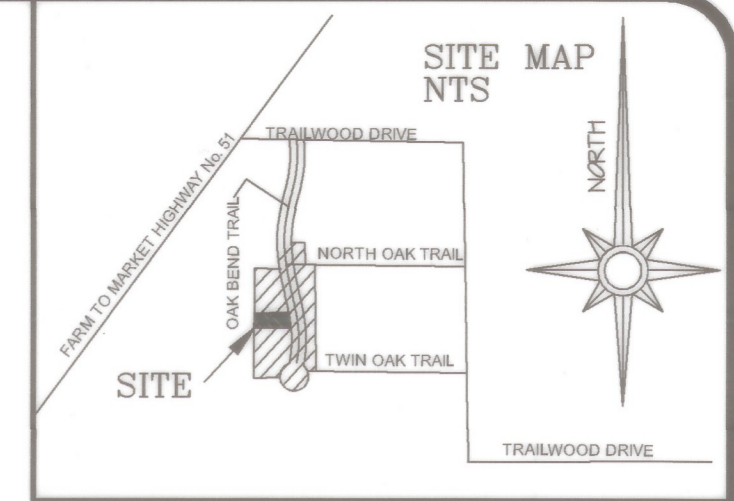 SITE MAP
NTS
NORTH
TRAILWOOD DRIVE
FARM TO MARKET HIGHWAY No. 51
OAK BEND TRAIL
NORTH OAK TRAIL
TWIN OAK TRAIL
SITE
TRAILWOOD DRIVE